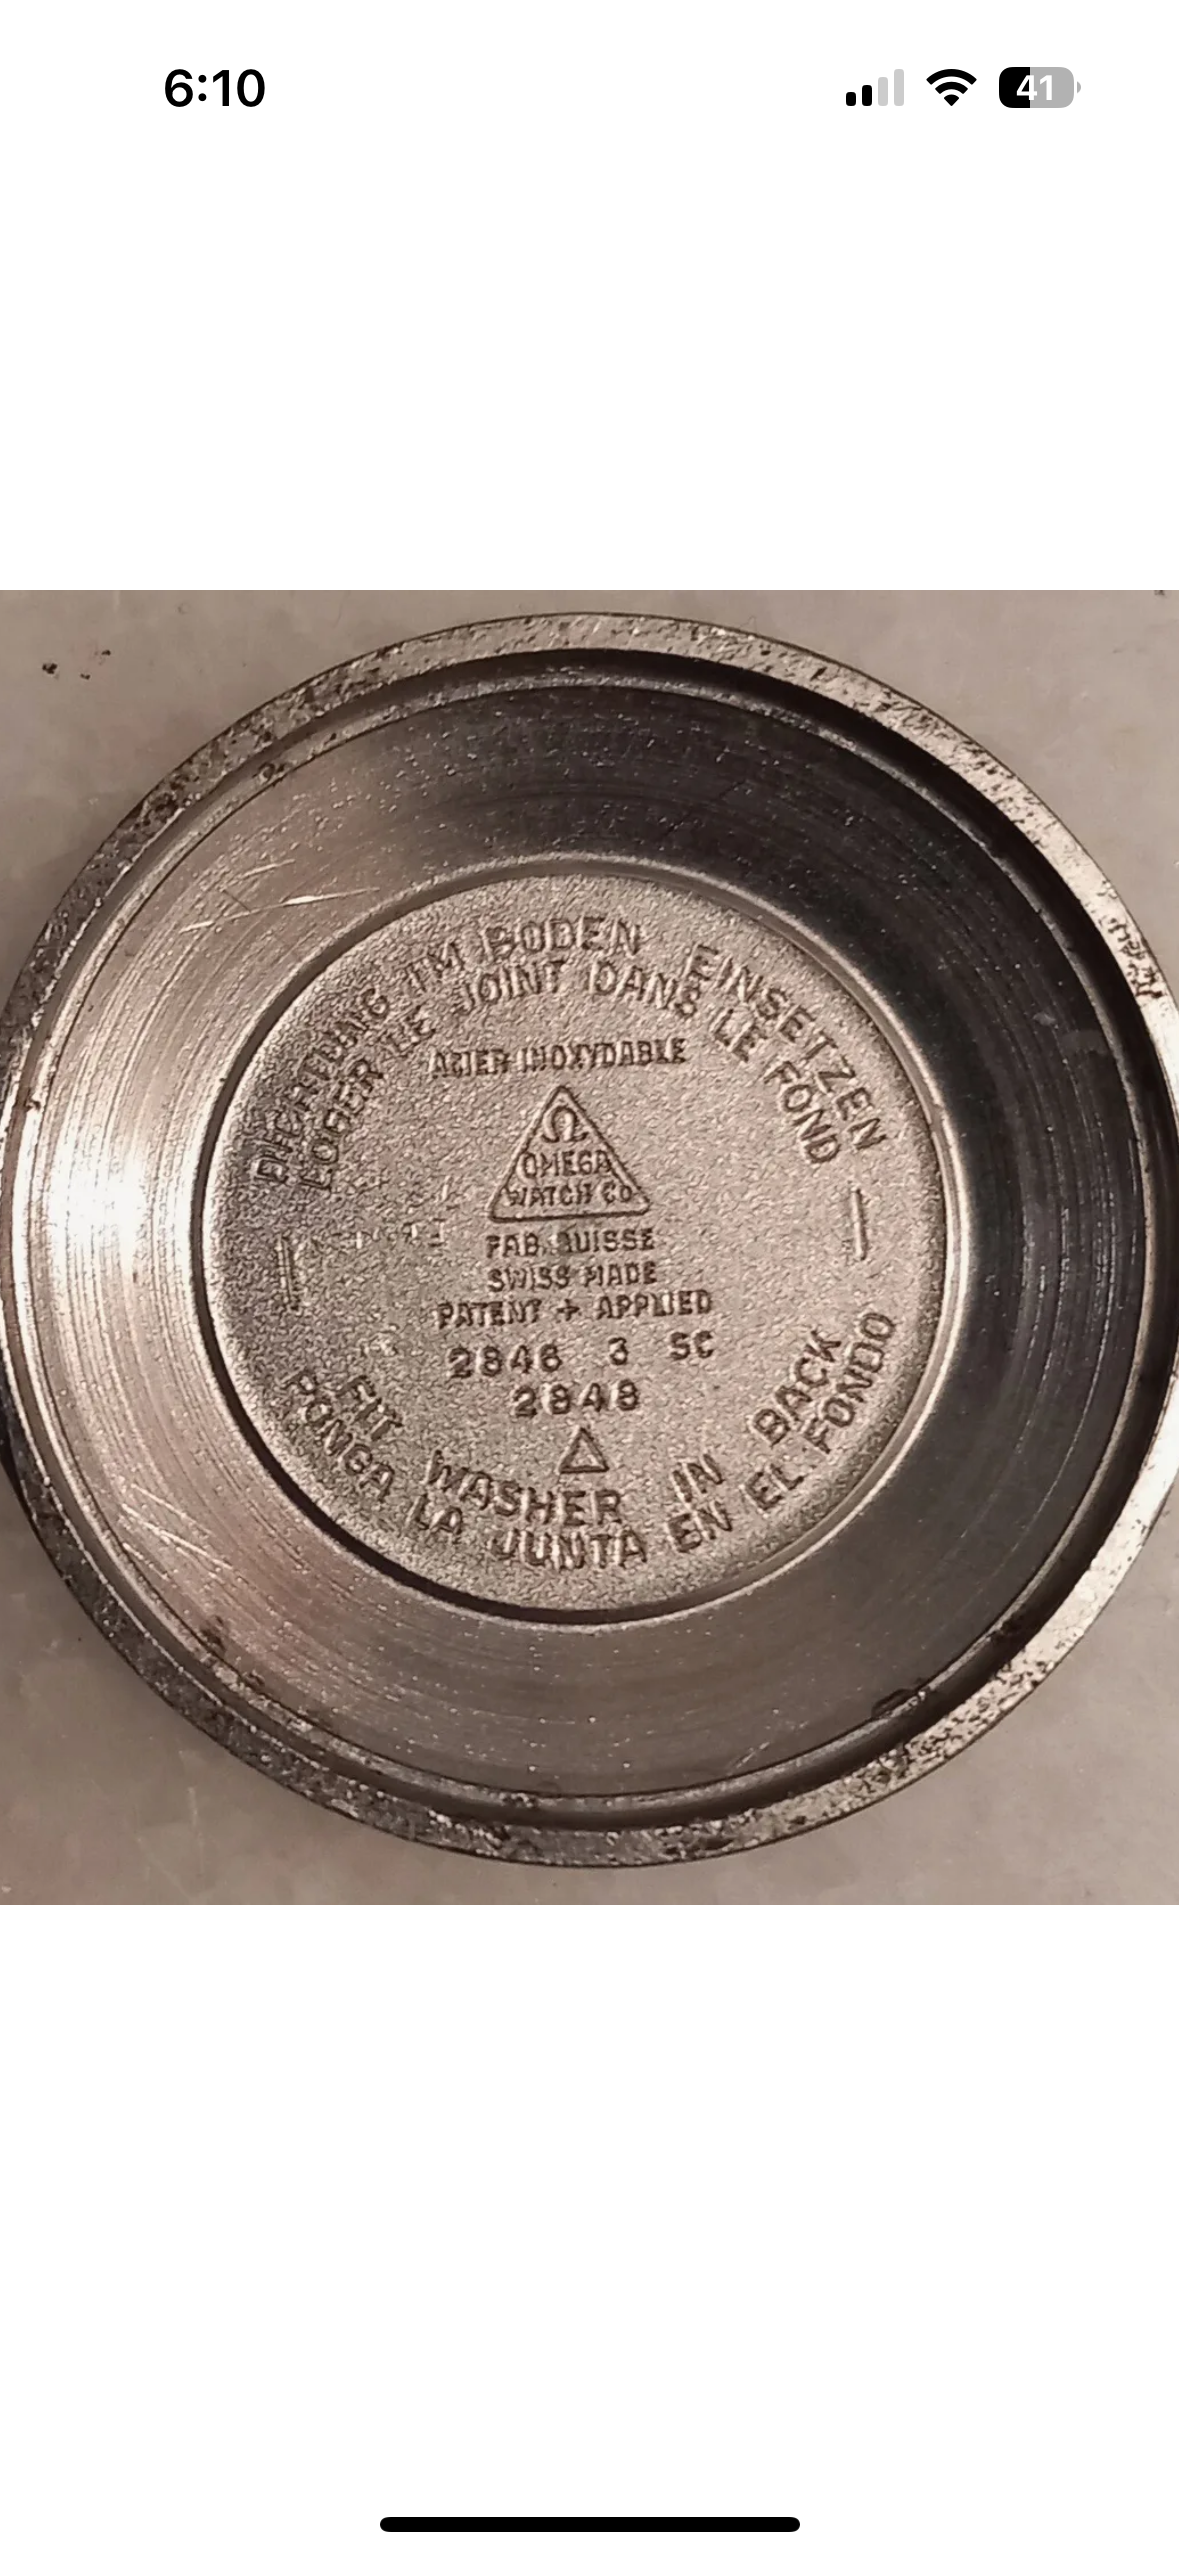 6:10
41
DICHTUNG IM BODEN EINSETZEN
POSER LE JOINT DANS LE FOND
ACIER INOXYDABLE
Ω
OMEGA
WATCH Co
FAB. SUISSE
SWISS MADE
PATENT + APPLIED
2846 3 SC
2848
FIT WASHER IN BACK
PONGA LA JUNTA EN EL FONDO